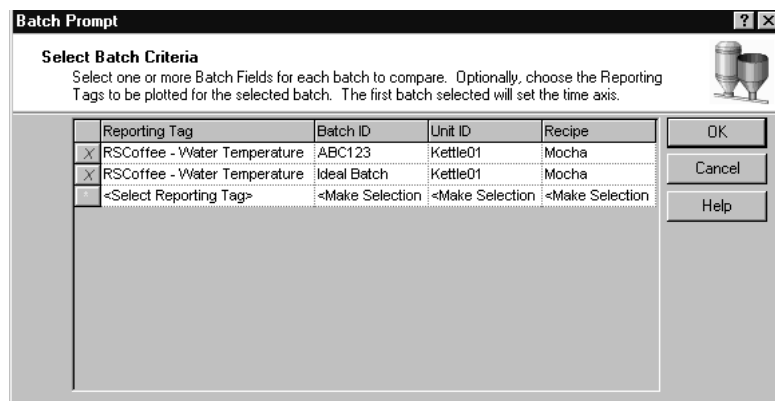 Batch Prompt
Select Batch Criteria
Select one or more Batch Fields for each batch to compare. Optionally, choose the Reporting
Tags to be plotted for the selected batch. The first batch selected will set the time axis.
Reporting Tag Batch ID Unit ID Recipe
X RSCoffee - Water Temperature ABC123 Kettle01 Mocha
X RSCoffee - Water Temperature Ideal Batch Kettle01 Mocha
* <Select Reporting Tag> <Make Selection <Make Selection <Make Selection
OK
Cancel
Help